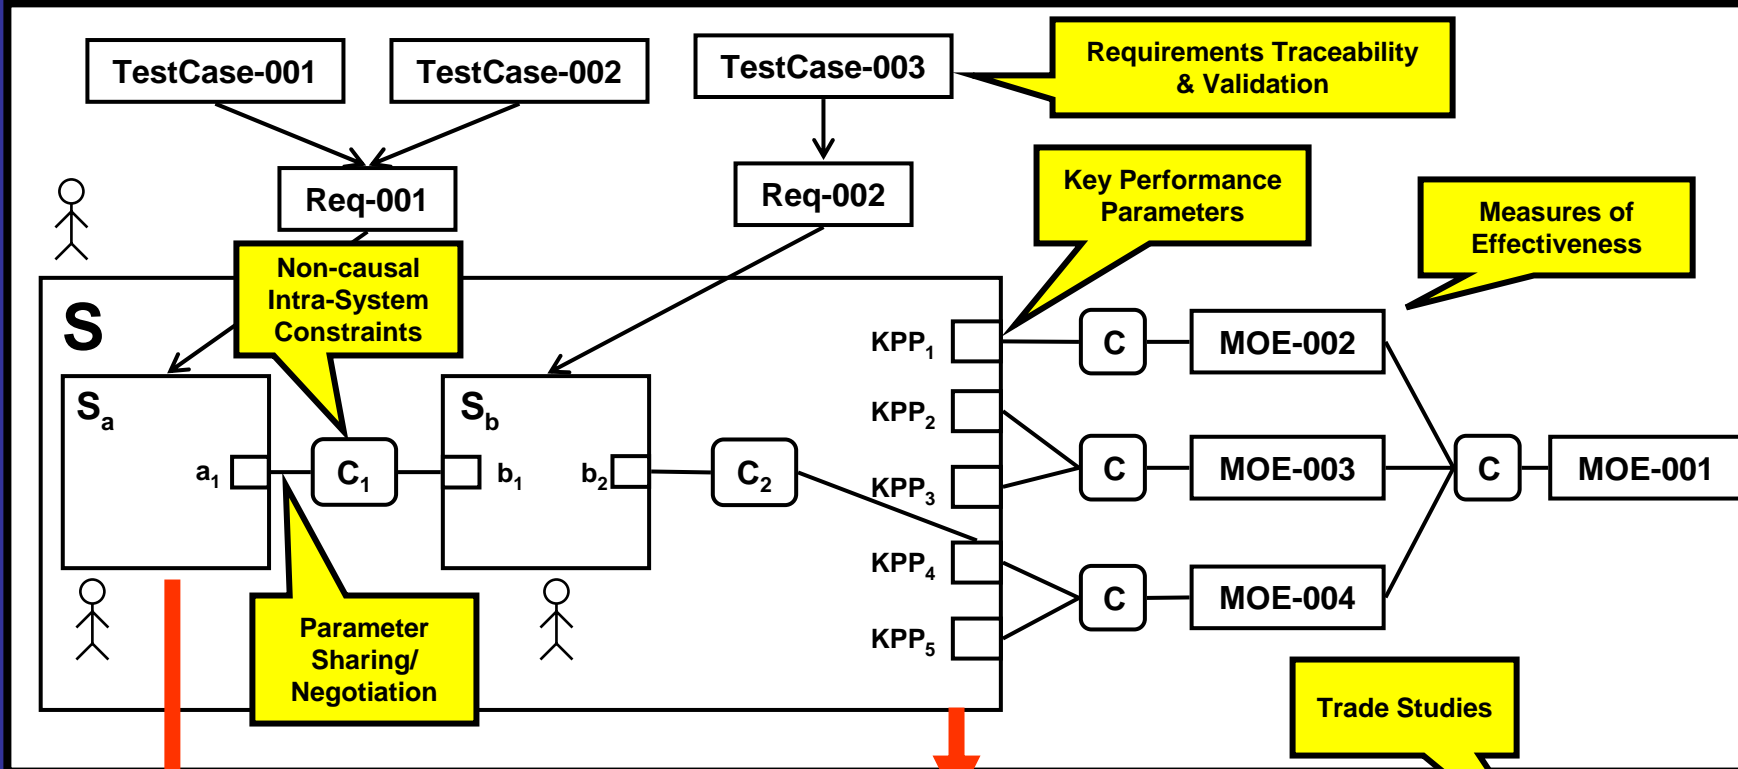 TestCase-001
TestCase-002
TestCase-003
Requirements Traceability
& Validation
Req-001
Req-002
Key Performance
Parameters
Measures of
Effectiveness
Non-causal
Intra-System
Constraints
S
KPP1
C
MOE-002
Sa
Sb
KPP2
a1
C1
b1
b2
C2
KPP3
C
MOE-003
C
MOE-001
KPP4
C
MOE-004
KPP5
Parameter
Sharing/
Negotiation
Trade Studies